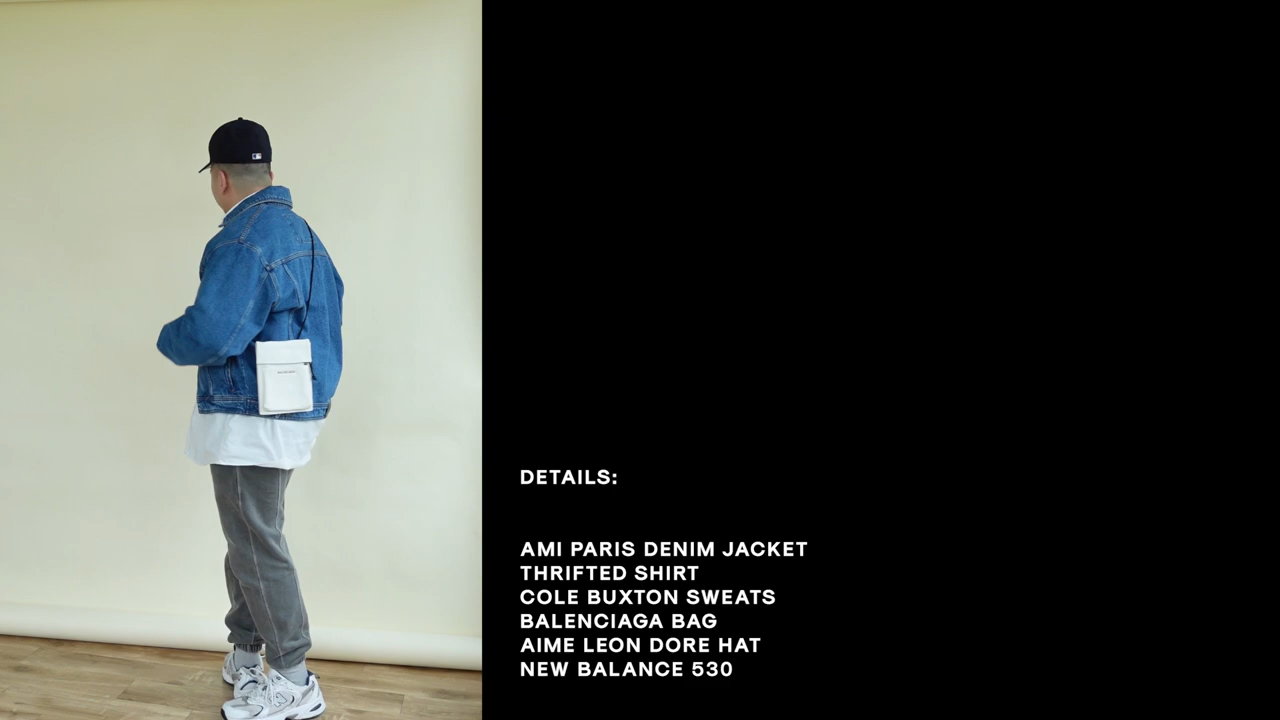 DETAILS:
AMI PARIS DENIM JACKET
THRIFTED SHIRT
COLE BUXTON SWEATS
BALENCIAGA BAG
AIME LEON DORE HAT
NEW BALANCE 530